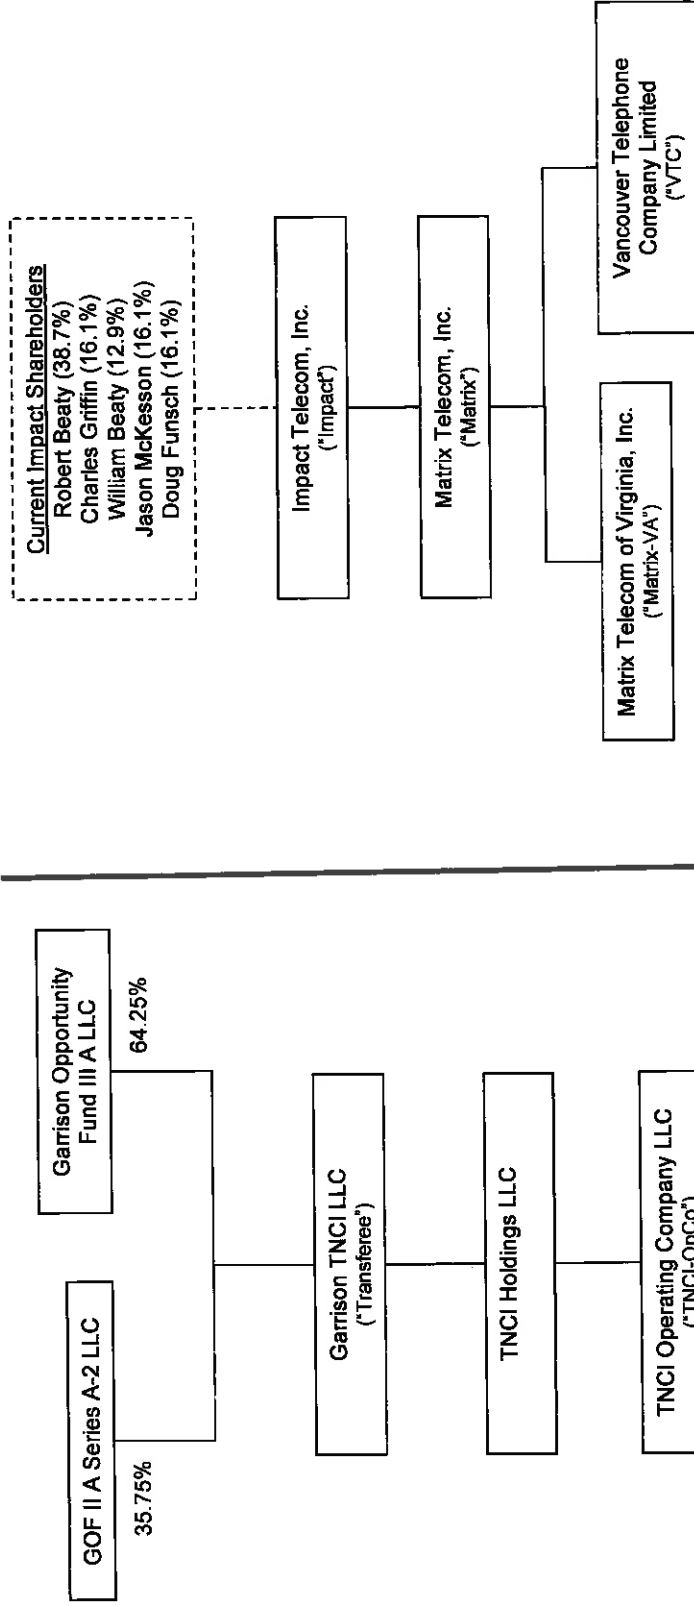 GOF II A Series A-2 LLC
35.75%
Garrison Opportunity
Fund III A LLC
64.25%
Garrison TNCI LLC
("Transferee")
TNCI Holdings LLC
TNCI Operating Company LLC
("TNCI-OpCo")
Current Impact Shareholders
Robert Beaty (38.7%)
Charles Griffin (16.1%)
William Beaty (12.9%)
Jason McKesson (16.1%)
Doug Funsch (16.1%)
Impact Telecom, Inc.
("Impact")
Matrix Telecom, Inc.
("Matrix")
Matrix Telecom of Virginia, Inc.
("Matrix-VA")
Vancouver Telephone
Company Limited
("VTC")